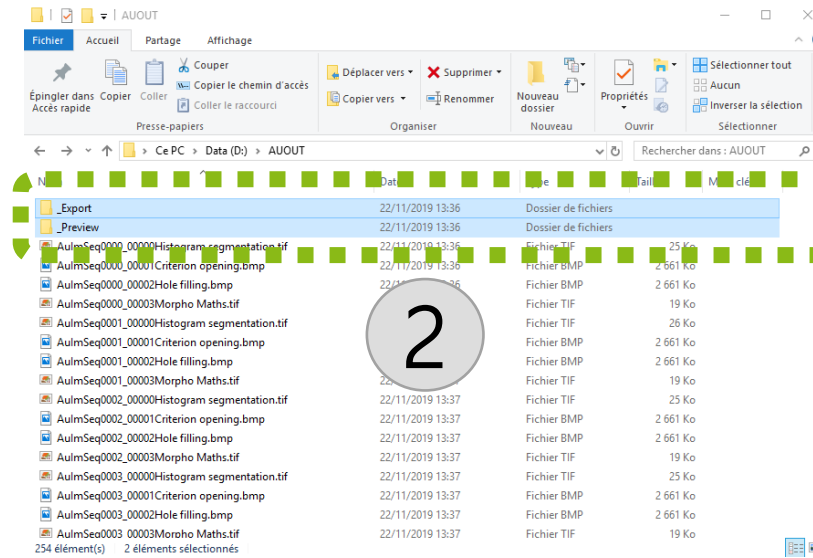 AUOUT
Fichier Accueil Partage Affichage
Épingler dans Accès rapide Copier Coller Couper Copier le chemin d'accès Coller le raccourci
Déplacer vers Supprimer Copier vers Renommer
Nouveau dossier Propriétés
Sélectionner tout Aucun Inverser la sélection
Presse-papiers Organiser Nouveau Ouvrir Sélectionner
Ce PC > Data (D:) > AUOUT Rechercher dans : AUOUT
_Export 22/11/2019 13:36 Dossier de fichiers
_Preview 22/11/2019 13:36 Dossier de fichiers
AuImSeq0000_00000Histogram segmentation.tif 22/11/2019 13:36 Fichier TIF 25 Ko
AuImSeq0000_00001Criterion opening.bmp 22/11/2019 13:36 Fichier BMP 2 661 Ko
AuImSeq0000_00002Hole filling.bmp Fichier BMP 2 661 Ko
AuImSeq0000_00003Morpho Maths.tif Fichier TIF 19 Ko
AuImSeq0001_00000Histogram segmentation.tif Fichier TIF 26 Ko
AuImSeq0001_00001Criterion opening.bmp Fichier BMP 2 661 Ko
2
AuImSeq0001_00002Hole filling.bmp Fichier BMP 2 661 Ko
AuImSeq0001_00003Morpho Maths.tif Fichier TIF 19 Ko
AuImSeq0002_00000Histogram segmentation.tif 22/11/2019 13:37 Fichier TIF 25 Ko
AuImSeq0002_00001Criterion opening.bmp 22/11/2019 13:37 Fichier BMP 2 661 Ko
AuImSeq0002_00002Hole filling.bmp 22/11/2019 13:37 Fichier BMP 2 661 Ko
AuImSeq0002_00003Morpho Maths.tif 22/11/2019 13:37 Fichier TIF 19 Ko
AuImSeq0003_00000Histogram segmentation.tif 22/11/2019 13:37 Fichier TIF 25 Ko
AuImSeq0003_00001Criterion opening.bmp 22/11/2019 13:37 Fichier BMP 2 661 Ko
AuImSeq0003_00002Hole filling.bmp 22/11/2019 13:37 Fichier BMP 2 661 Ko
AuImSeq0003_00003Morpho Maths.tif 22/11/2019 13:37 Fichier TIF 19 Ko
254 élément(s) 2 éléments sélectionnés